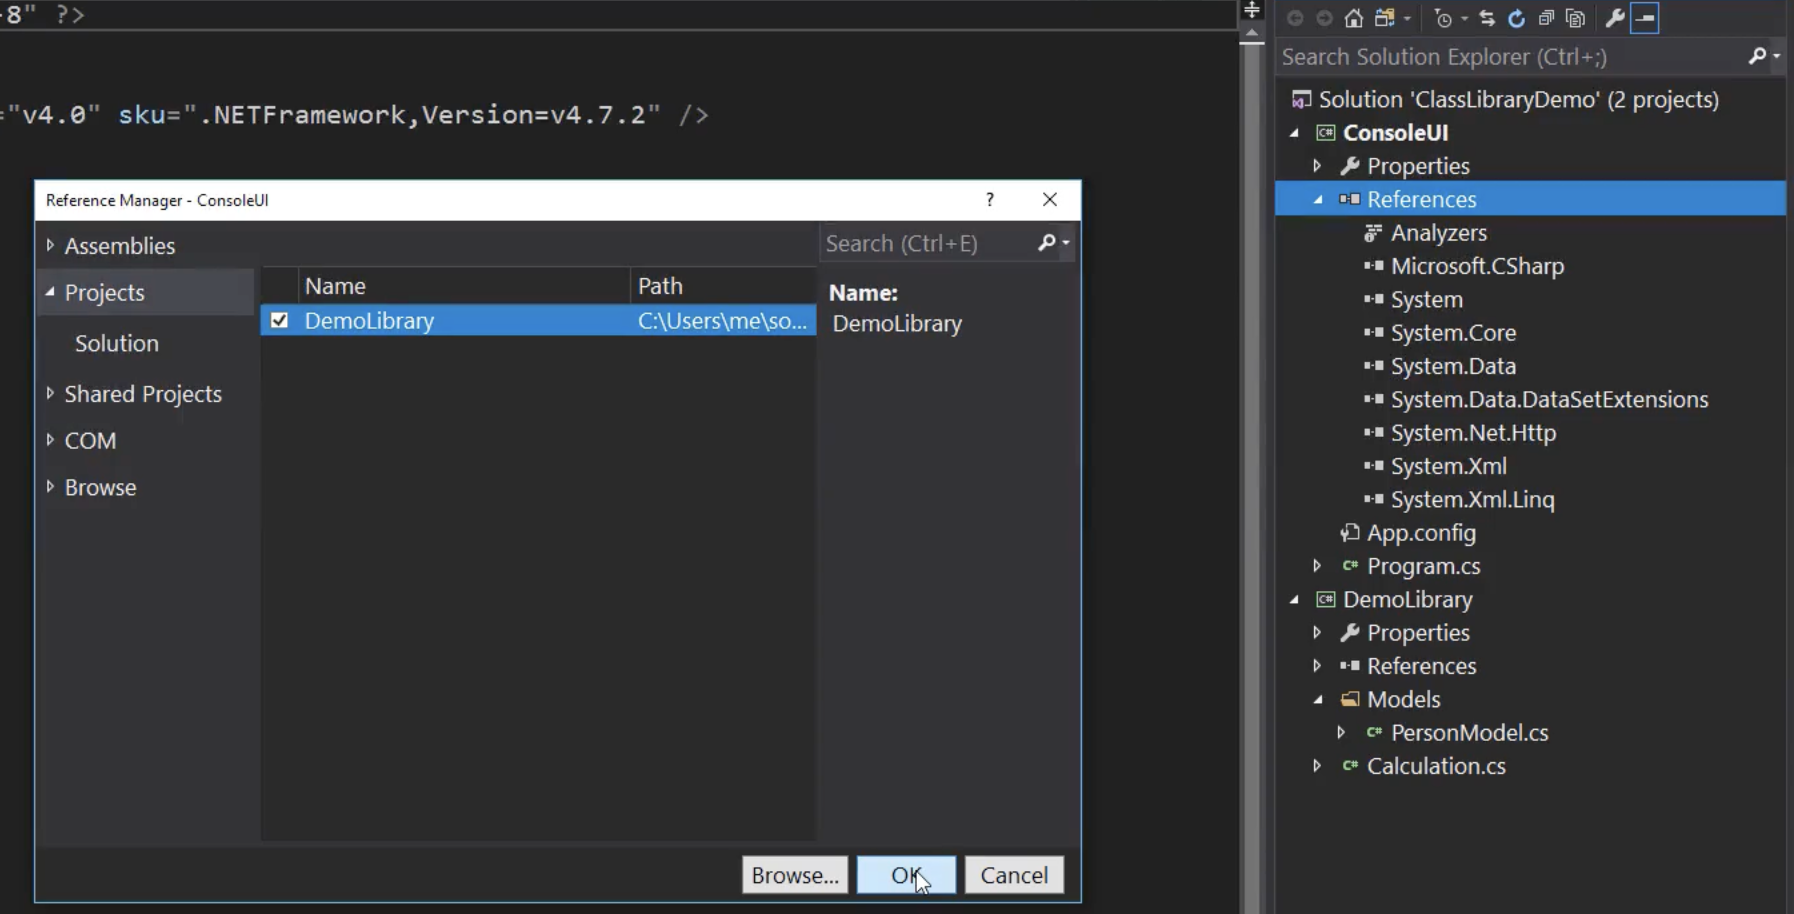 -8" ?>
="v4.0" sku=".NETFramework,Version=v4.7.2" />
Reference Manager - ConsoleUI
?
Assemblies
Projects
Solution
Shared Projects
COM
Browse
Name
Path
DemoLibrary
C:\Users\me\so...
Search (Ctrl+E)
Name:
DemoLibrary
Browse...
OK
Cancel
Search Solution Explorer (Ctrl+;)
Solution 'ClassLibraryDemo' (2 projects)
C# ConsoleUI
Properties
References
Analyzers
Microsoft.CSharp
System
System.Core
System.Data
System.Data.DataSetExtensions
System.Net.Http
System.Xml
System.Xml.Linq
App.config
C# Program.cs
C# DemoLibrary
Properties
References
Models
C# PersonModel.cs
C# Calculation.cs